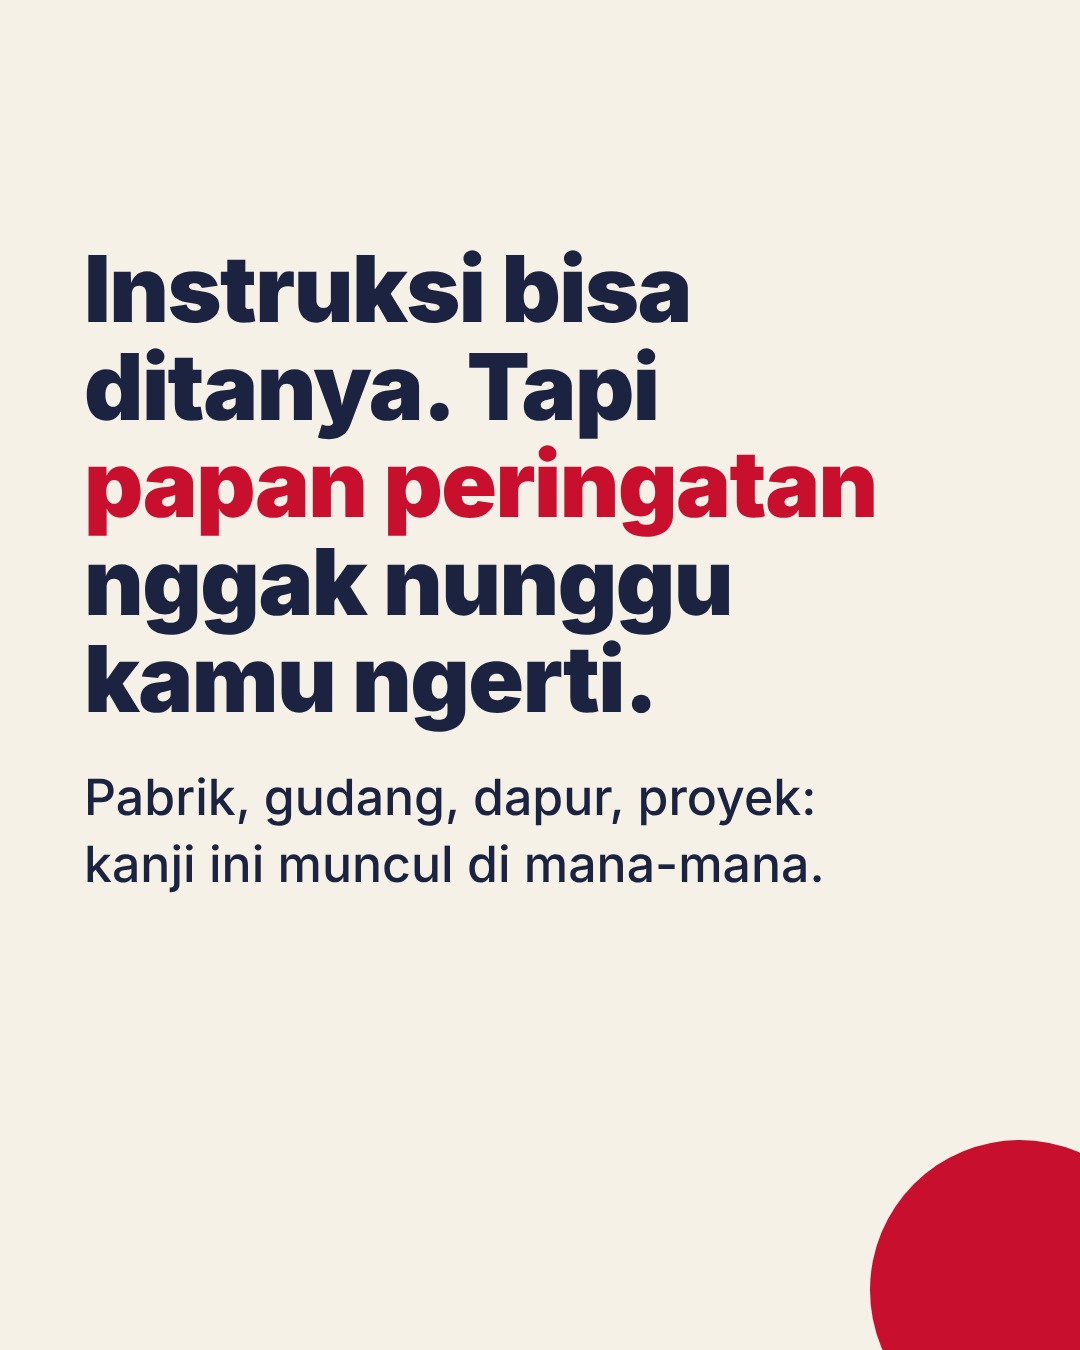 Instruksi bisa
ditanya. Tapi
papan peringatan
nggak nunggu
kamu ngerti.
Pabrik, gudang, dapur, proyek:
kanji ini muncul di mana-mana.